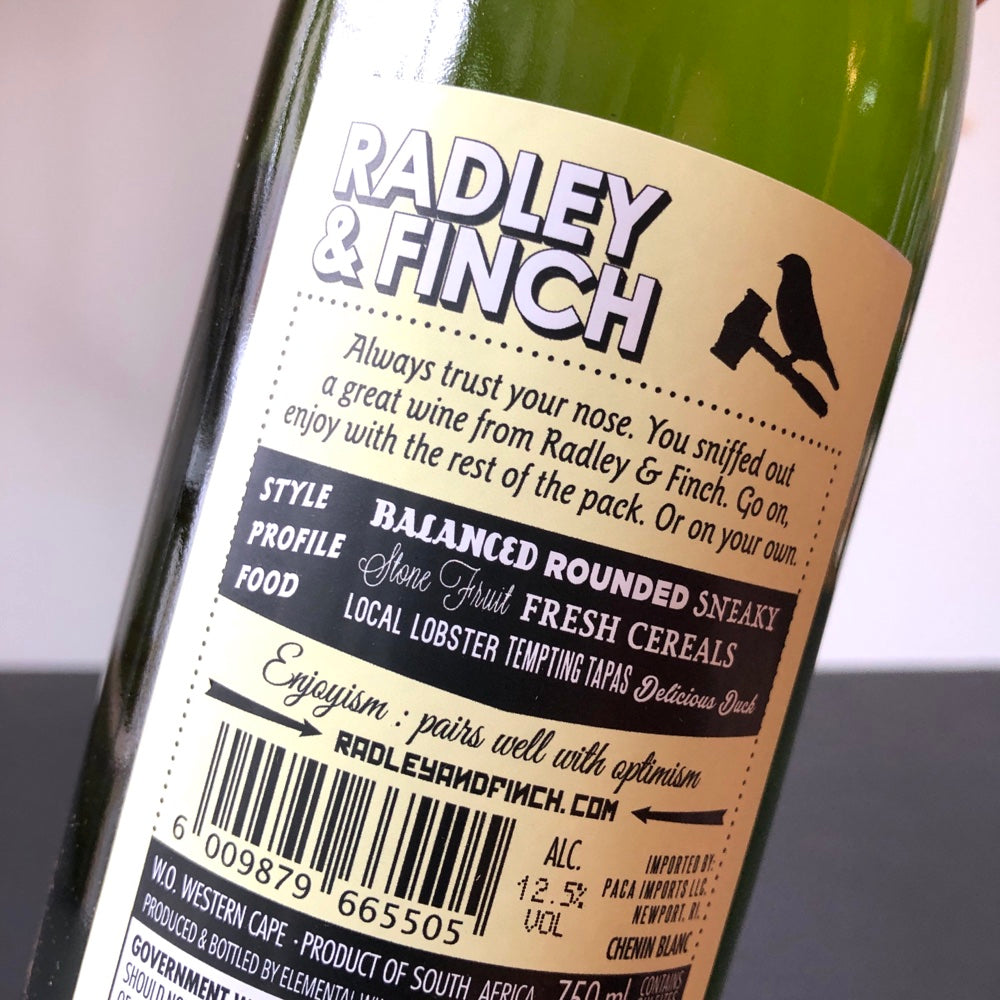 RADLEY
& FINCH
Always trust your nose. You sniffed out
a great wine from Radley & Finch. Go on,
enjoy with the rest of the pack. Or on your own.
STYLE BALANCED ROUNDED SNEAKY
PROFILE Stone Fruit FRESH CEREALS
FOOD LOCAL LOBSTER TEMPTING TAPAS Delicious Duck
Enjoyism : pairs well with optimism
RADLEYANDFINCH.COM
6 009879 665505
ALC.
12.5%
VOL
IMPORTED BY:
PACA IMPORTS LLC.
NEWPORT, RI.
CHENIN BLANC
W.O. WESTERN CAPE · PRODUCT OF SOUTH AFRICA
PRODUCED & BOTTLED BY ELEMENTAL
750 ml
CONTAINS
GOVERNMENT
SHOULD